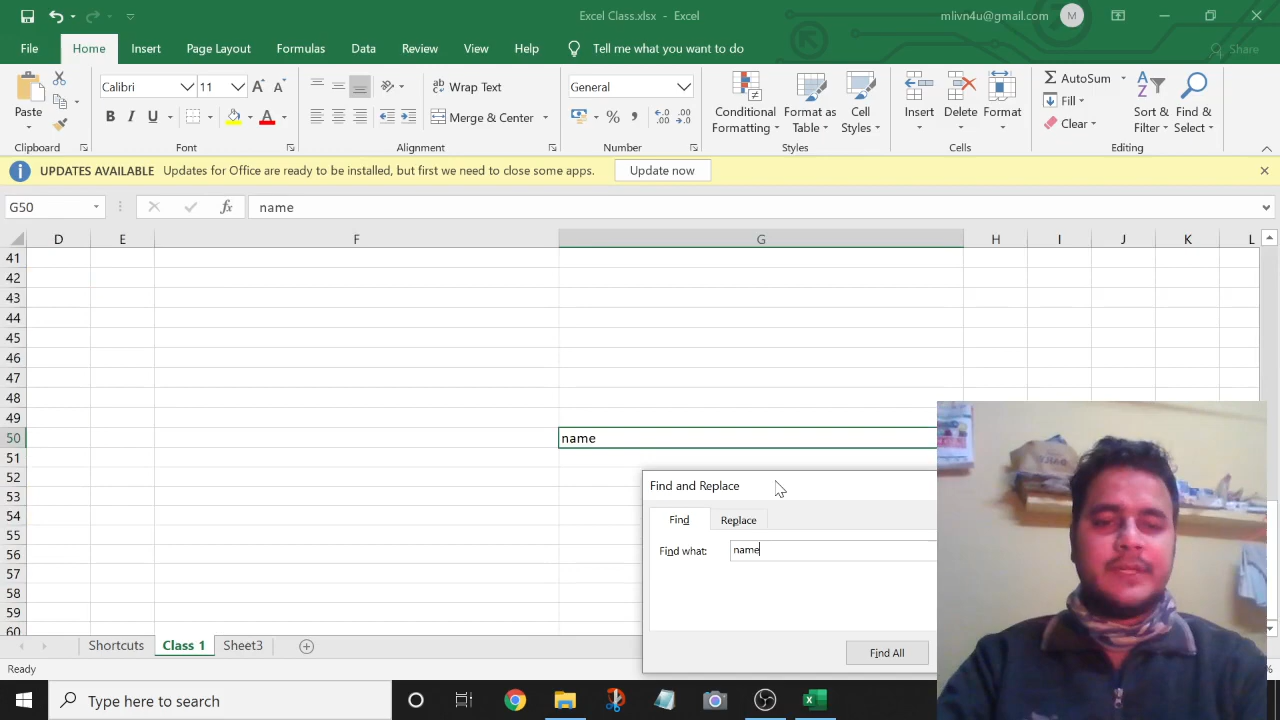 Excel Class.xlsx - Excel
mlivn4u@gmail.com
M
File
Home
Insert
Page Layout
Formulas
Data
Review
View
Help
Tell me what you want to do
Share
Paste
Clipboard
Calibri
11
B I U
Font
Wrap Text
Merge & Center
Alignment
General
Number
Conditional
Formatting
Format as
Table
Cell
Styles
Styles
Insert
Delete
Format
Cells
AutoSum
Fill
Clear
Sort &
Filter
Find &
Select
Editing
UPDATES AVAILABLE Updates for Office are ready to be installed, but first we need to close some apps.
Update now
G50
fx
name
D E F G H I J K L
41
42
43
44
45
46
47
48
49
50 name
51
52
53
54
55
56
57
58
59
60
Find and Replace
Find
Replace
Find what:
name
Find All
Shortcuts
Class 1
Sheet3
Ready
%
Type here to search